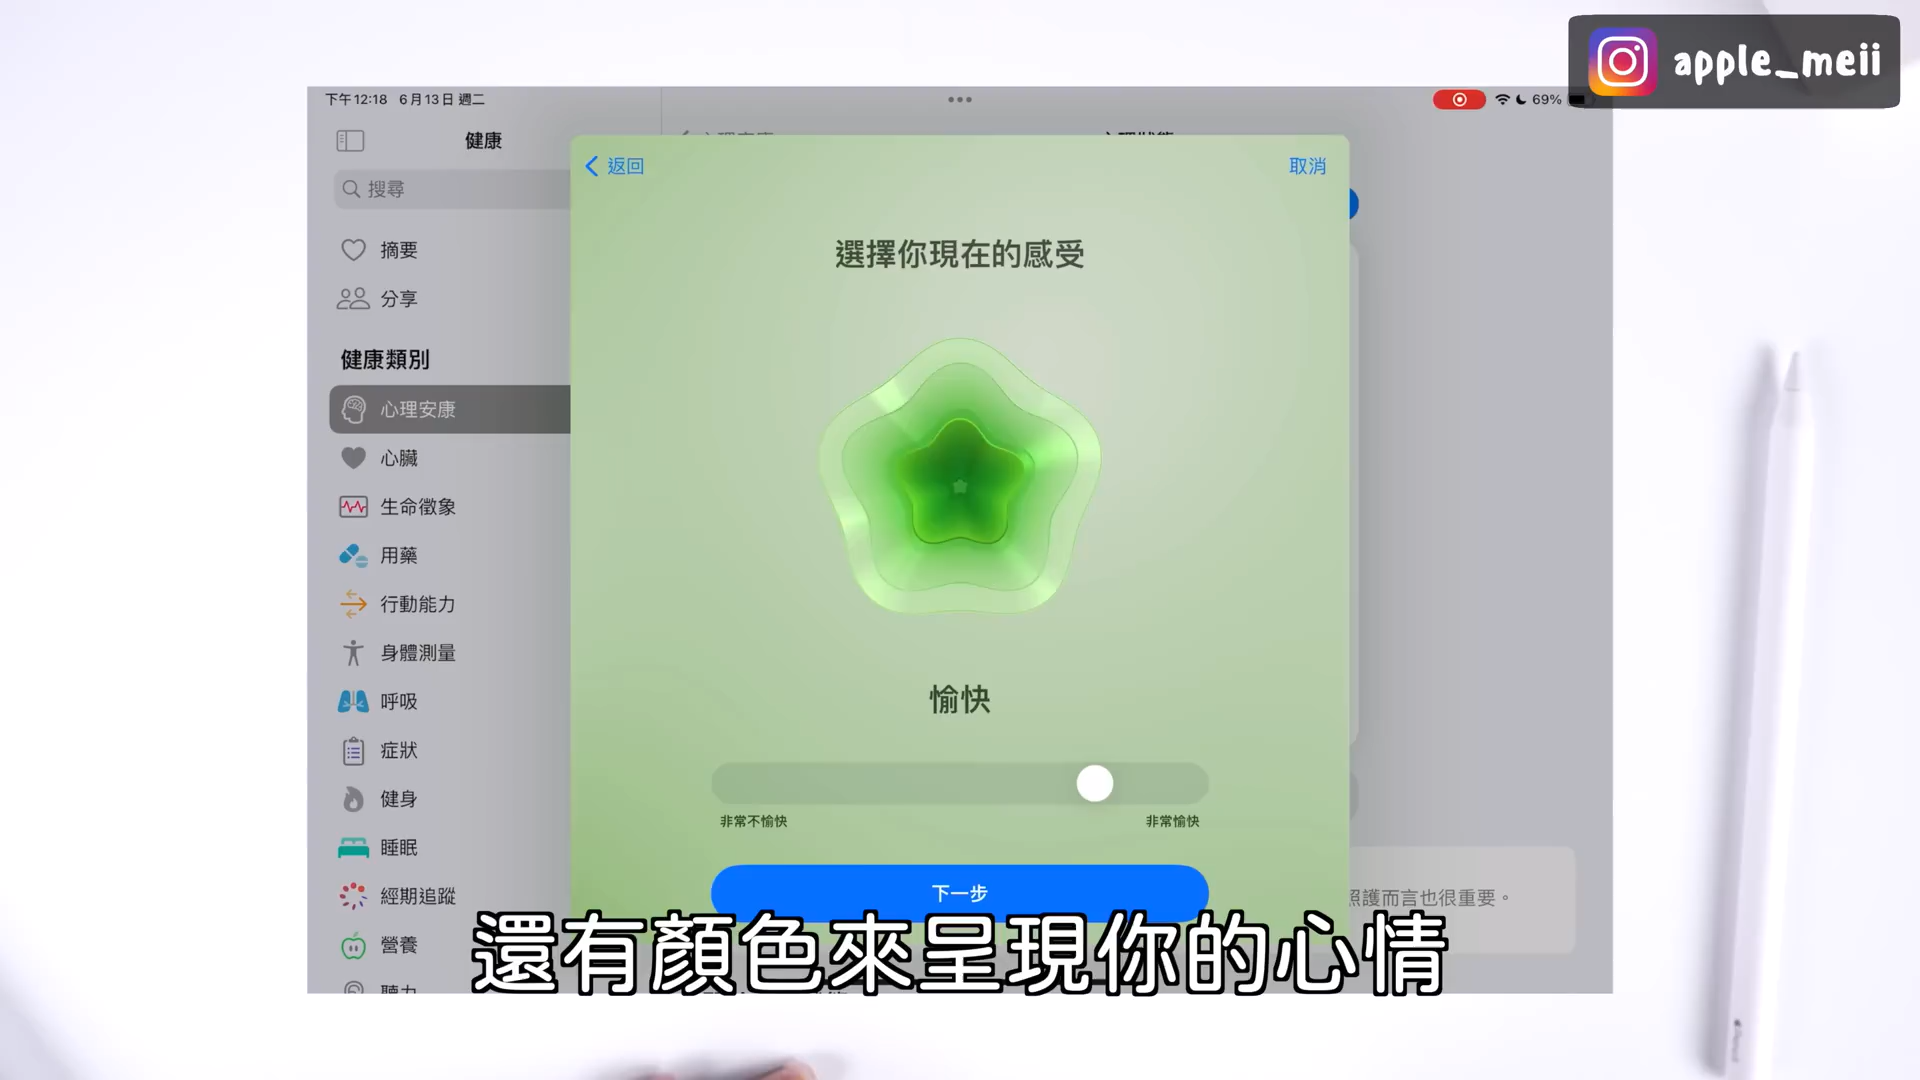 apple_meii
下午12:18 6月13日 週二
69%
健康
返回
取消
搜尋
選擇你現在的感受
摘要
分享
健康類別
心理安康
心臟
生命徵象
用藥
行動能力
身體測量
呼吸
愉快
症狀
健身
非常不愉快
非常愉快
睡眠
下一步
經期追蹤
照護而言也很重要。
營養
聽力
還有顏色來呈現你的心情